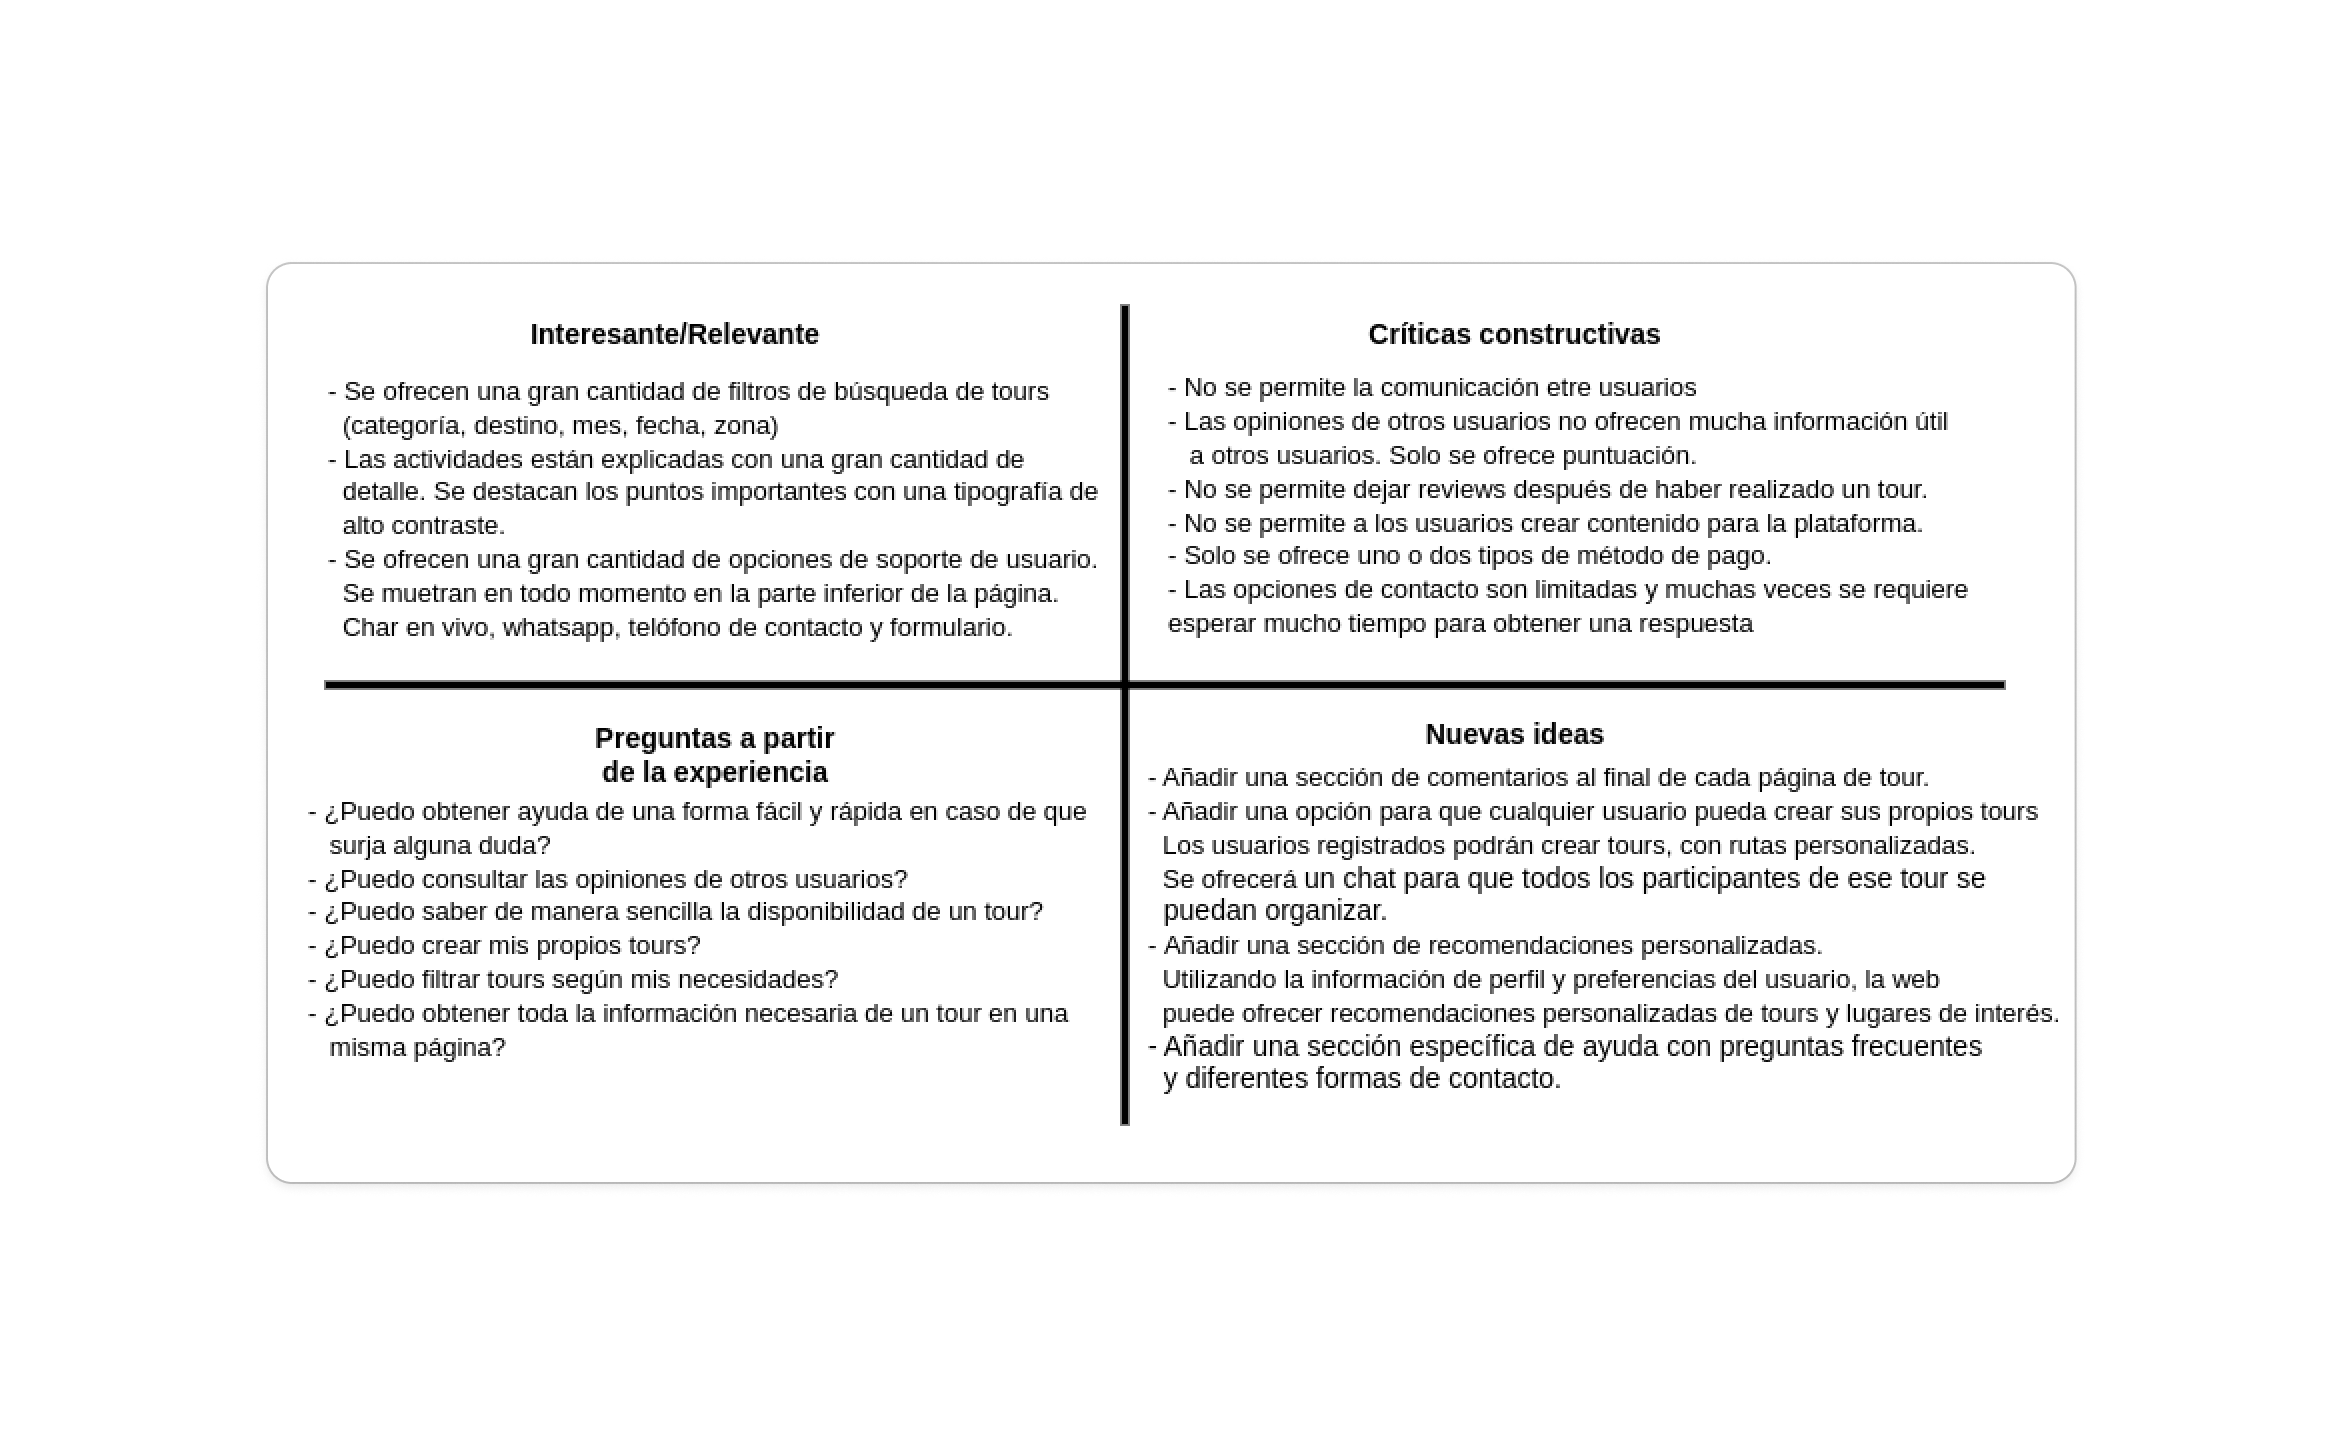 Interesante/Relevante
- Se ofrecen una gran cantidad de filtros de búsqueda de tours
(categoría, destino, mes, fecha, zona)
- Las actividades están explicadas con una gran cantidad de
detalle. Se destacan los puntos importantes con una tipografía de
alto contraste.
- Se ofrecen una gran cantidad de opciones de soporte de usuario.
Se muetran en todo momento en la parte inferior de la página.
Char en vivo, whatsapp, telófono de contacto y formulario.
Críticas constructivas
- No se permite la comunicación etre usuarios
- Las opiniones de otros usuarios no ofrecen mucha información útil
a otros usuarios. Solo se ofrece puntuación.
- No se permite dejar reviews después de haber realizado un tour.
- No se permite a los usuarios crear contenido para la plataforma.
- Solo se ofrece uno o dos tipos de método de pago.
- Las opciones de contacto son limitadas y muchas veces se requiere
esperar mucho tiempo para obtener una respuesta
Preguntas a partir
de la experiencia
- ¿Puedo obtener ayuda de una forma fácil y rápida en caso de que
surja alguna duda?
- ¿Puedo consultar las opiniones de otros usuarios?
- ¿Puedo saber de manera sencilla la disponibilidad de un tour?
- ¿Puedo crear mis propios tours?
- ¿Puedo filtrar tours según mis necesidades?
- ¿Puedo obtener toda la información necesaria de un tour en una
misma página?
Nuevas ideas
- Añadir una sección de comentarios al final de cada página de tour.
- Añadir una opción para que cualquier usuario pueda crear sus propios tours
Los usuarios registrados podrán crear tours, con rutas personalizadas.
Se ofrecerá un chat para que todos los participantes de ese tour se
puedan organizar.
- Añadir una sección de recomendaciones personalizadas.
Utilizando la información de perfil y preferencias del usuario, la web
puede ofrecer recomendaciones personalizadas de tours y lugares de interés.
- Añadir una sección específica de ayuda con preguntas frecuentes
y diferentes formas de contacto.